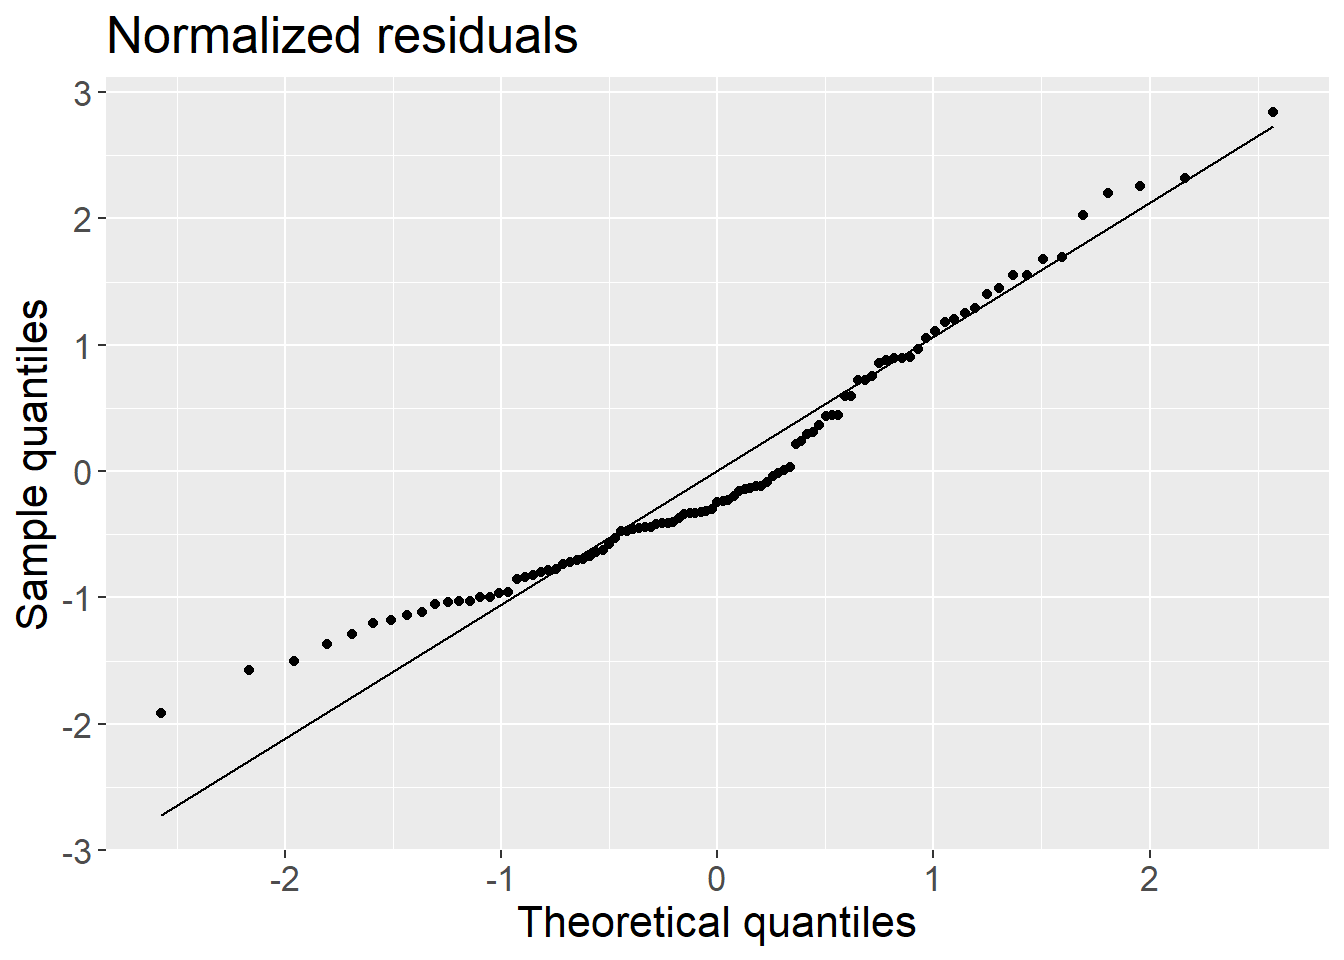 Normalized residuals
3
2
1
0
-1
-2
-3
Sample quantiles
-2 -1 0 1 2
Theoretical quantiles